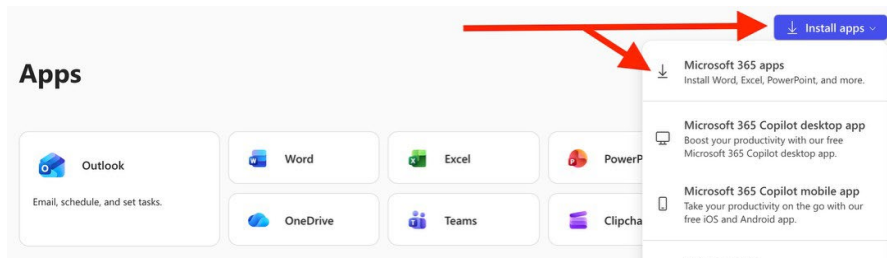 Install apps
Apps
Outlook
Email, schedule, and set tasks.
Word
Excel
PowerP
OneDrive
Teams
Clipcha
Microsoft 365 apps
Install Word, Excel, PowerPoint, and more.
Microsoft 365 Copilot desktop app
Boost your productivity with our free
Microsoft 365 Copilot desktop app.
Microsoft 365 Copilot mobile app
Take your productivity on the go with our
free iOS and Android app.